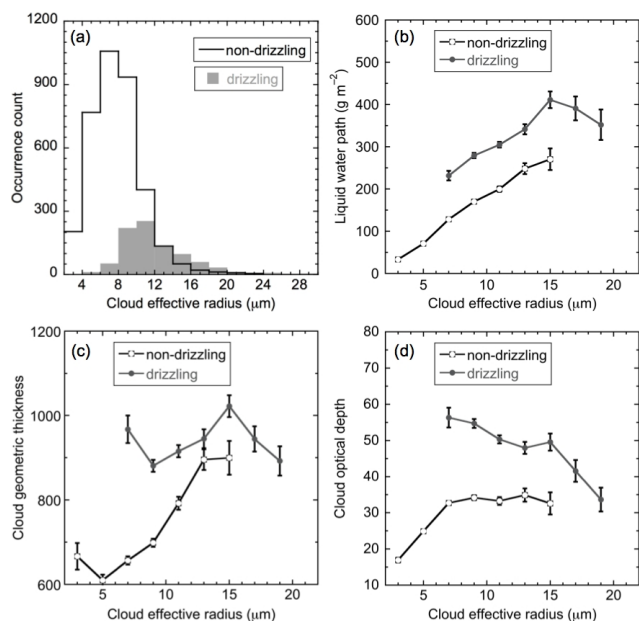 (a)
non-drizzling
drizzling
Occurrence count
1200
900
600
300
0
4 8 12 16 20 24 28
Cloud effective radius (μm)
(b)
non-drizzling
drizzling
Liquid water path (g m⁻²)
600
500
400
300
200
100
0
5 10 15 20
Cloud effective radius (μm)
(c)
non-drizzling
drizzling
Cloud geometric thickness
1200
1000
800
600
5 10 15 20
Cloud effective radius (μm)
(d)
non-drizzling
drizzling
Cloud optical depth
80
70
60
50
40
30
20
10
5 10 15 20
Cloud effective radius (μm)